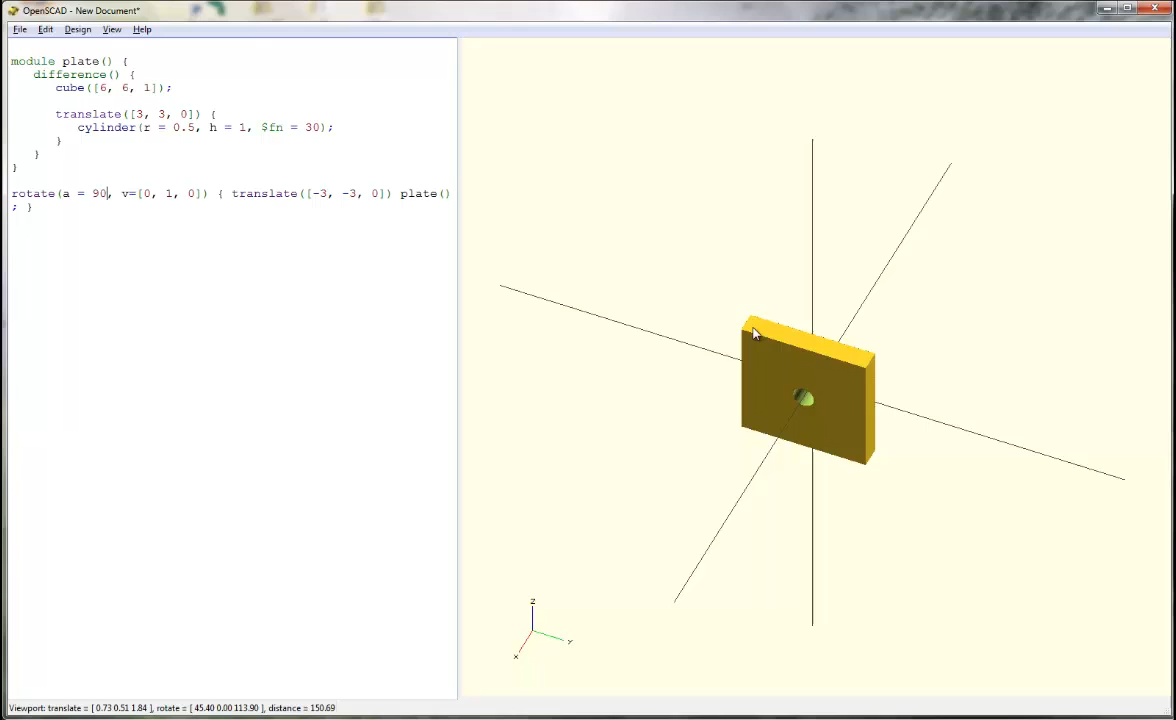 OpenSCAD - New Document*
File Edit Design View Help
module plate() {
difference() {
cube([6, 6, 1]);
translate([3, 3, 0]) {
cylinder(r = 0.5, h = 1, $fn = 30);
}
}
}
rotate(a = 90, v=[0, 1, 0]) { translate([-3, -3, 0]) plate()
; }
Z
Y
X
Viewport: translate = [ 0.73 0.51 1.84 ], rotate = [ 45.40 0.00 113.90 ], distance = 150.69